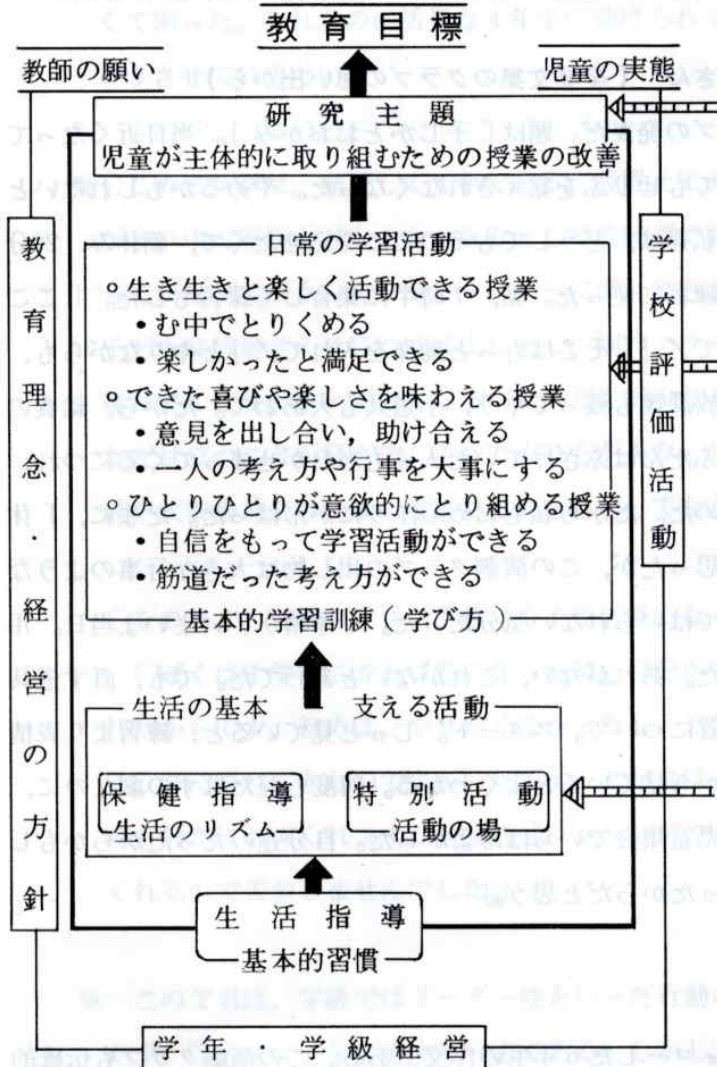 教育目標
教師の願い
児童の実態
研究主題
児童が主体的に取り組むための授業の改善
日常の学習活動
○生き生きと楽しく活動できる授業
・む中でとりくめる
・楽しかったと満足できる
○できた喜びや楽しさを味わえる授業
・意見を出し合い,助け合える
・一人の考え方や行事を大事にする
○ひとりひとりが意欲的にとり組める授業
・自信をもって学習活動ができる
・筋道だった考え方ができる
基本的学習訓練(学び方)
生活の基本
支える活動
保健指導
生活のリズム
特別活動
活動の場
生活指導
基本的習慣
教育理念・経営の方針
学校評価活動
学年・学級経営